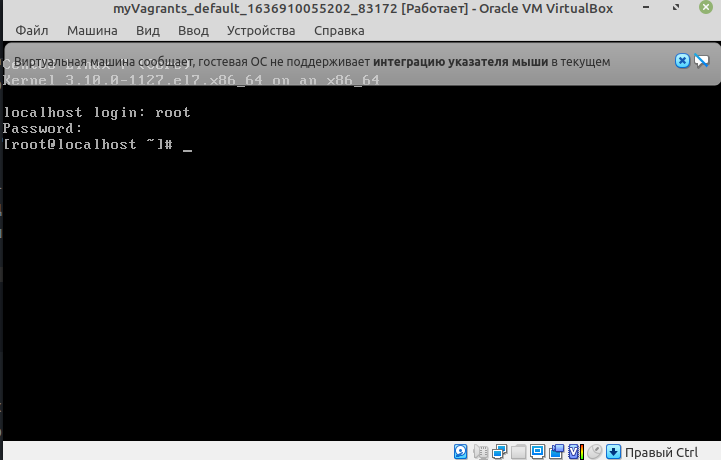 myVagrants_default_1636910055202_83172 [Работает] - Oracle VM VirtualBox
Файл Машина Вид Ввод Устройства Справка
Виртуальная машина сообщает, гостевая ОС не поддерживает интеграцию указателя мыши в текущем
Kernel 3.10.0-1127.el7.x86_64 on an x86_64
localhost login: root
Password:
[root@localhost ~]# _
Правый Ctrl